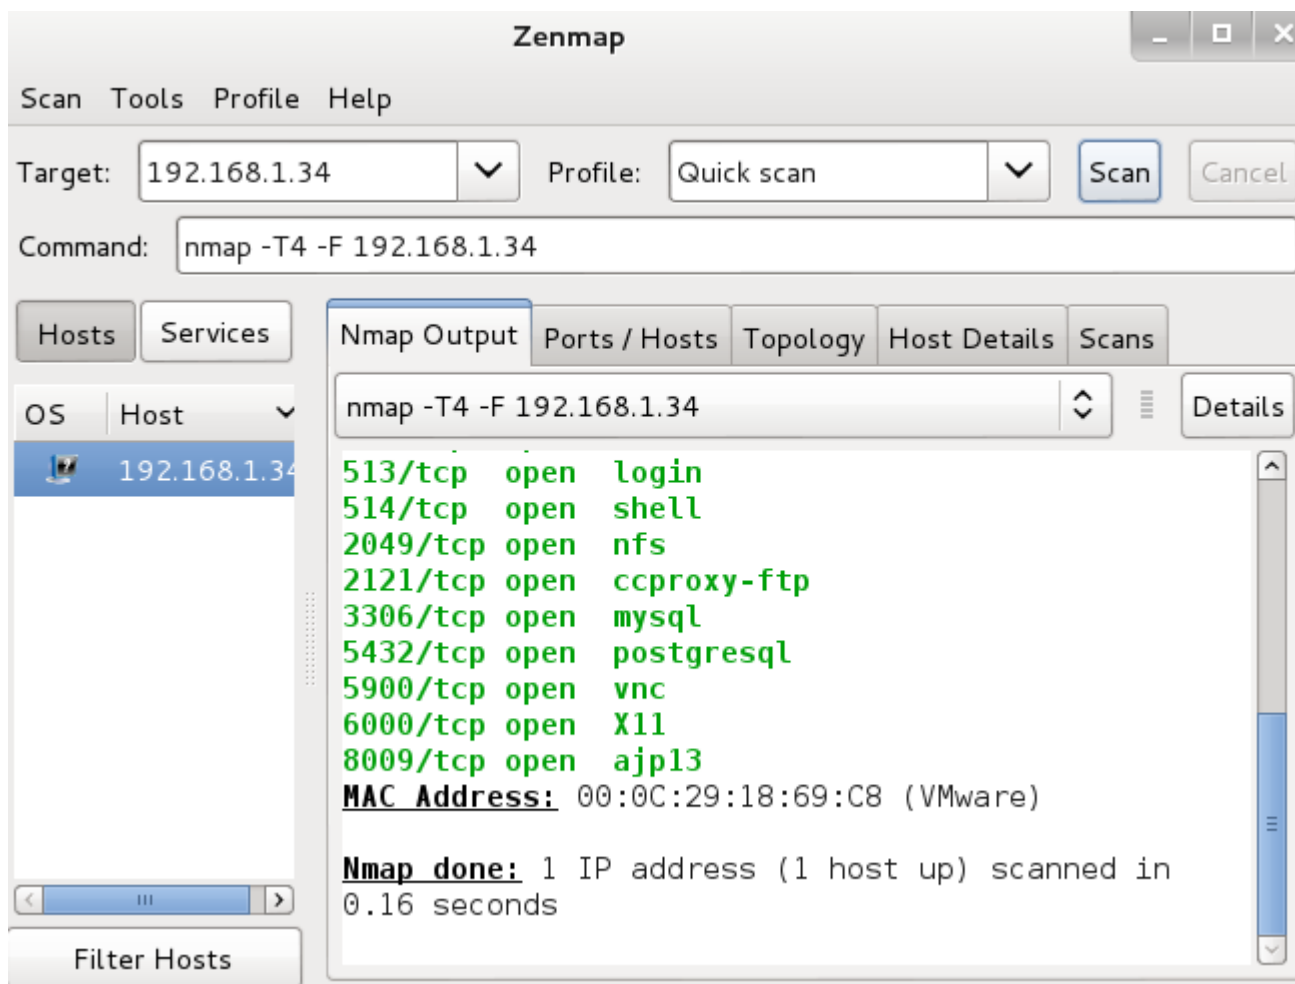 Zenmap
Scan Tools Profile Help
Target: 192.168.1.34 Profile: Quick scan Scan Cancel
Command: nmap -T4 -F 192.168.1.34
Hosts Services
Nmap Output Ports / Hosts Topology Host Details Scans
OS Host
nmap -T4 -F 192.168.1.34 Details
192.168.1.34
513/tcp open login
514/tcp open shell
2049/tcp open nfs
2121/tcp open ccproxy-ftp
3306/tcp open mysql
5432/tcp open postgresql
5900/tcp open vnc
6000/tcp open X11
8009/tcp open ajp13
MAC Address: 00:0C:29:18:69:C8 (VMware)
Nmap done: 1 IP address (1 host up) scanned in
0.16 seconds
Filter Hosts